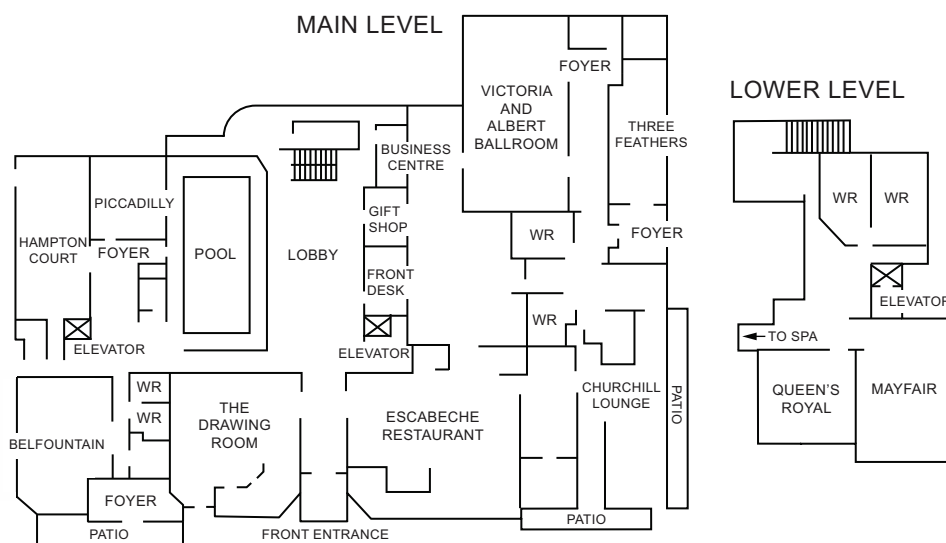 MAIN LEVEL
FOYER
VICTORIA
AND
ALBERT
BALLROOM
THREE
FEATHERS
BUSINESS
CENTRE
PICCADILLY
GIFT
SHOP
HAMPTON
COURT
FOYER
POOL
LOBBY
WR
FOYER
FRONT
DESK
WR
ELEVATOR
ELEVATOR
WR
WR
THE
DRAWING
ROOM
ESCABECHE
RESTAURANT
CHURCHILL
LOUNGE
PATIO
BELFOUNTAIN
FOYER
PATIO
FRONT ENTRANCE
PATIO
LOWER LEVEL
WR
WR
ELEVATOR
TO SPA
QUEEN'S
ROYAL
MAYFAIR